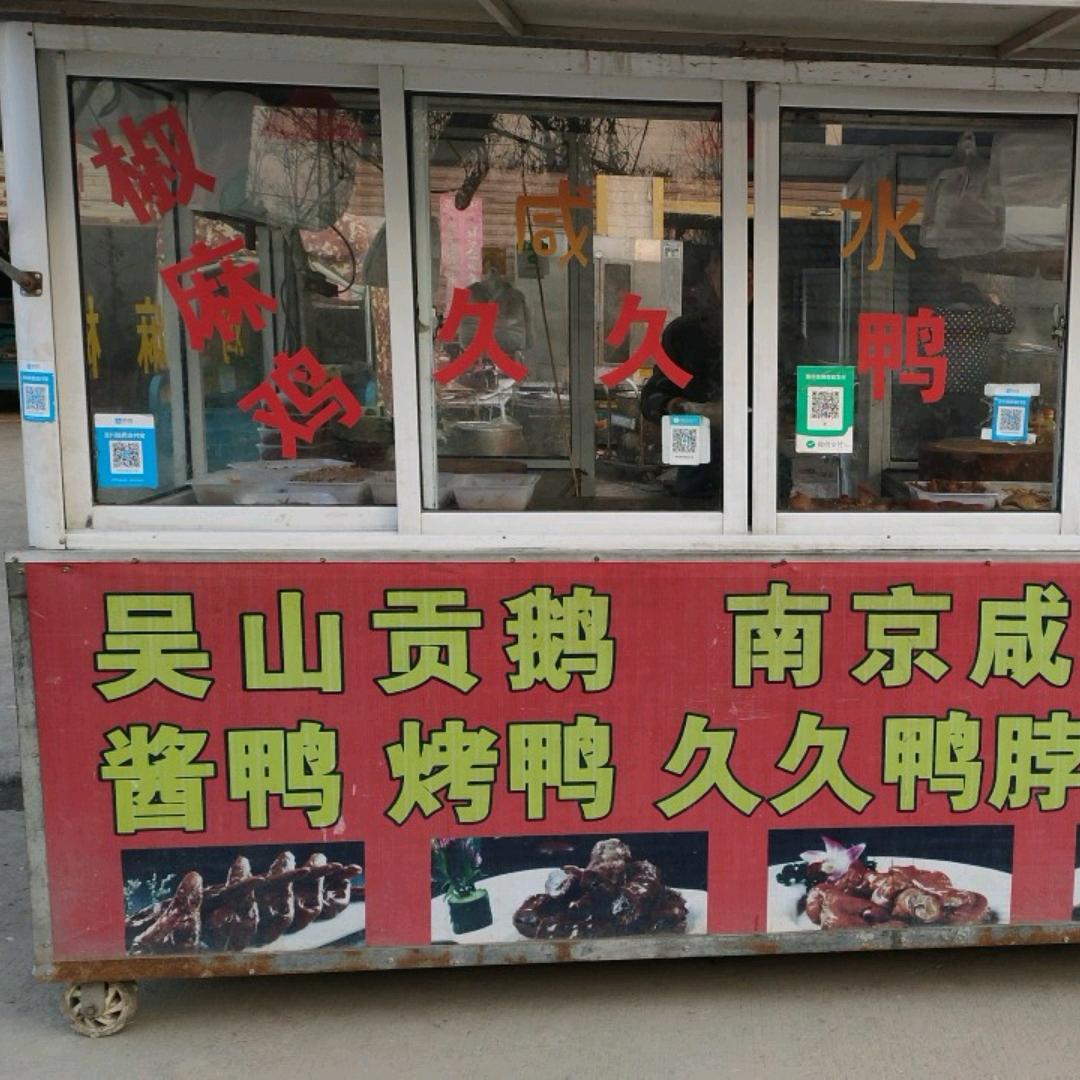 椒麻鸡
咸水
久久鸭
吴山贡鹅 南京咸
酱鸭 烤鸭 久久鸭脖